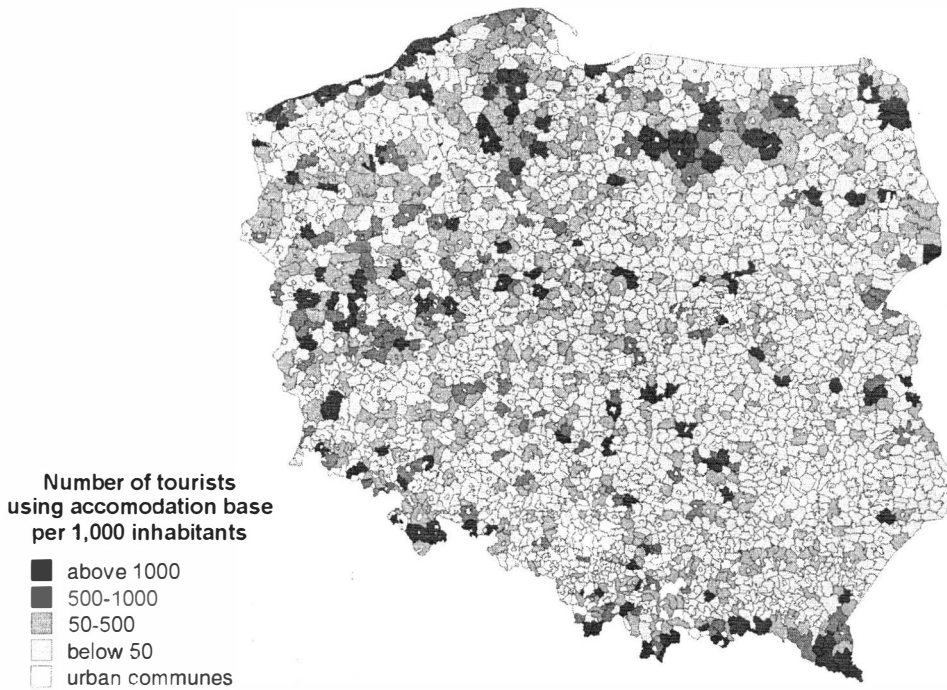 Number of tourists
using accomodation base
per 1,000 inhabitants
above 1000
500-1000
50-500
below 50
urban communes